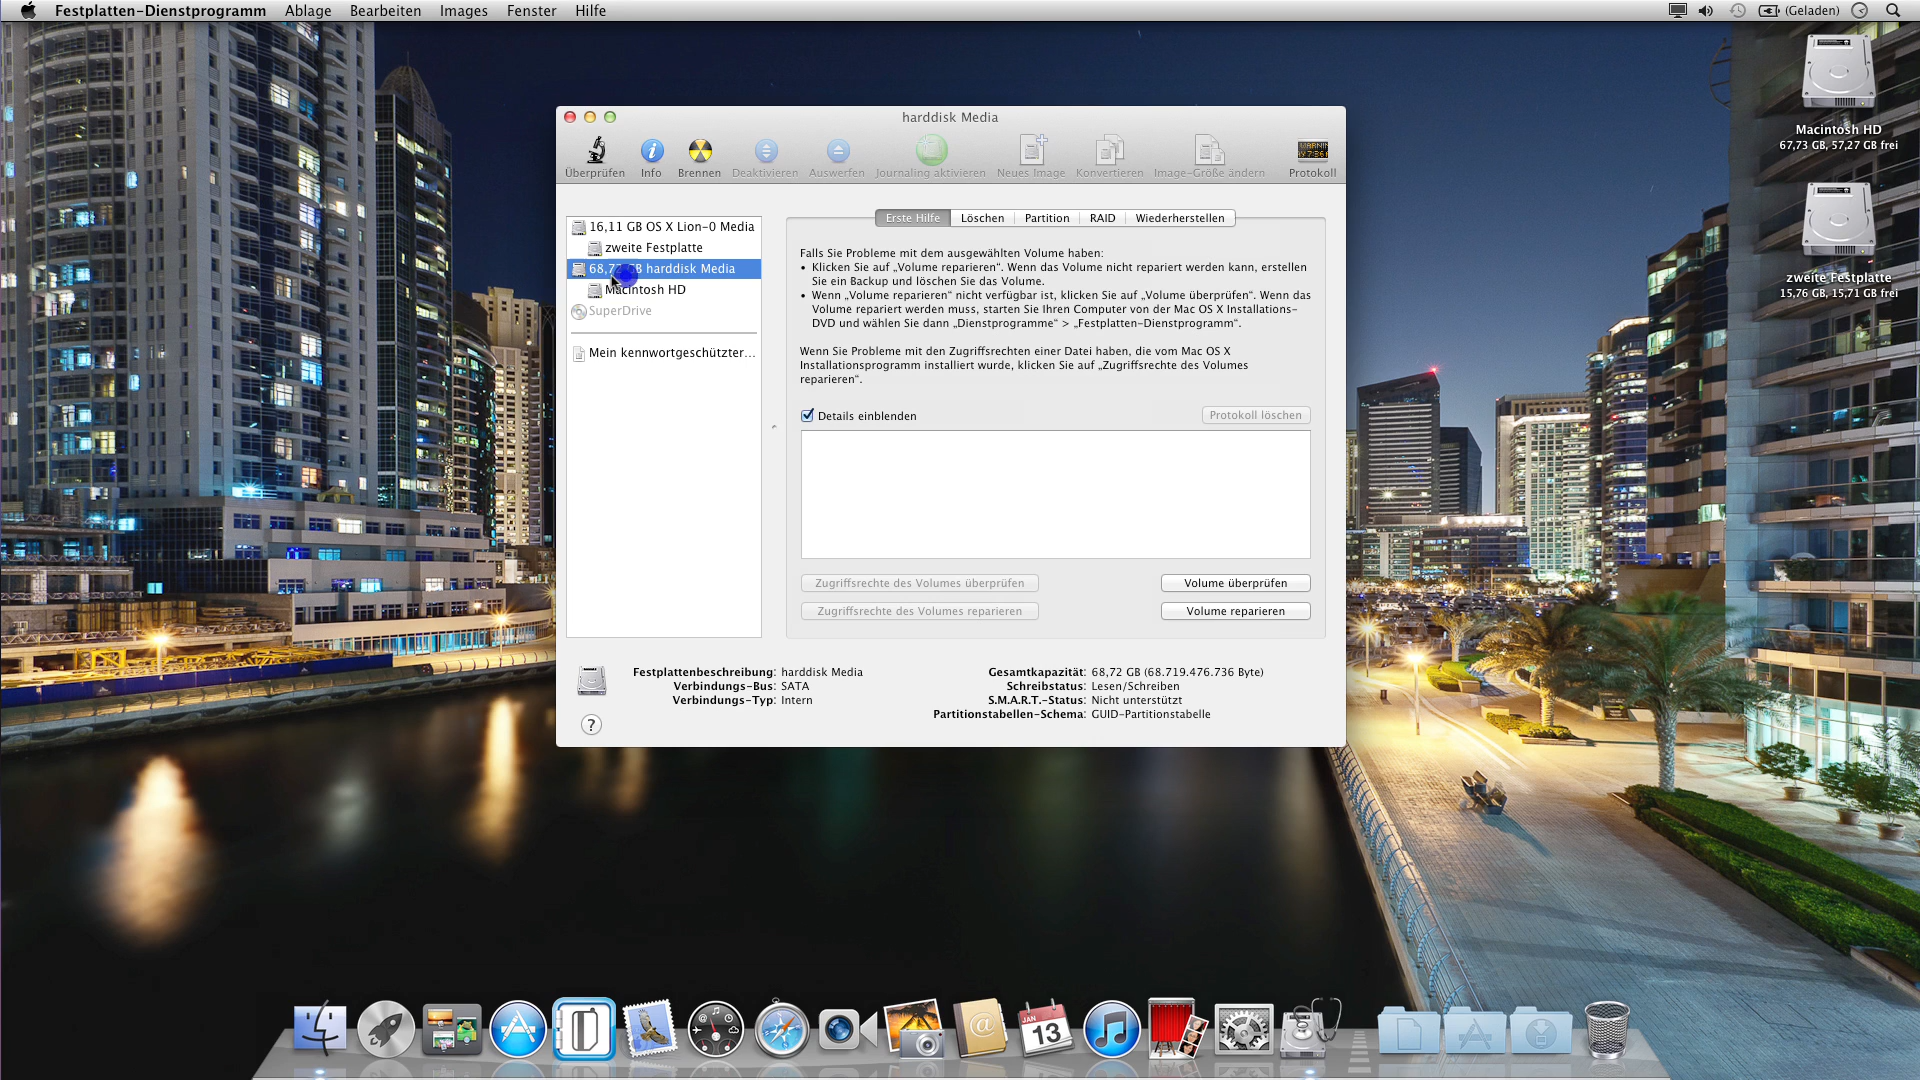 Festplatten-Dienstprogramm Ablage Bearbeiten Images Fenster Hilfe
(Geladen)
Macintosh HD
67,73 GB, 57,27 GB frei
zweite Festplatte
15,76 GB, 15,71 GB frei
harddisk Media
Überprüfen Info Brennen Deaktivieren Auswerfen Journaling aktivieren Neues Image Konvertieren Image-Größe ändern Protokoll
16,11 GB OS X Lion-0 Media
zweite Festplatte
68,72 GB harddisk Media
Macintosh HD
SuperDrive
Mein kennwortgeschützter...
Erste Hilfe Löschen Partition RAID Wiederherstellen
Falls Sie Probleme mit dem ausgewählten Volume haben:
• Klicken Sie auf „Volume reparieren“. Wenn das Volume nicht repariert werden kann, erstellen
Sie ein Backup und löschen Sie das Volume.
• Wenn „Volume reparieren“ nicht verfügbar ist, klicken Sie auf „Volume überprüfen“. Wenn das
Volume repariert werden muss, starten Sie Ihren Computer von der Mac OS X Installations-
DVD und wählen Sie dann „Dienstprogramme“ > „Festplatten-Dienstprogramm“.
Wenn Sie Probleme mit den Zugriffsrechten einer Datei haben, die vom Mac OS X
Installationsprogramm installiert wurde, klicken Sie auf „Zugriffsrechte des Volumes
reparieren“.
Details einblenden
Protokoll löschen
Zugriffsrechte des Volumes überprüfen
Volume überprüfen
Zugriffsrechte des Volumes reparieren
Volume reparieren
Festplattenbeschreibung: harddisk Media
Verbindungs-Bus: SATA
Verbindungs-Typ: Intern
Gesamtkapazität: 68,72 GB (68.719.476.736 Byte)
Schreibstatus: Lesen/Schreiben
S.M.A.R.T.-Status: Nicht unterstützt
Partitionstabellen-Schema: GUID-Partitionstabelle
?
JAN
13